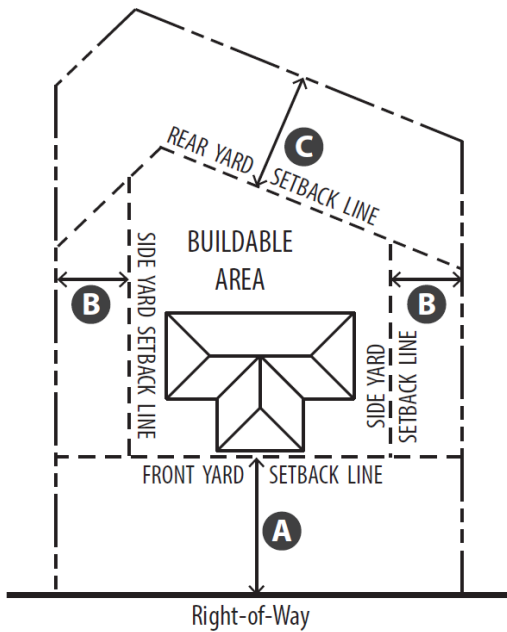 C
REAR YARD SETBACK LINE
BUILDABLE
AREA
B
SIDE YARD SETBACK LINE
B
SIDE YARD
SETBACK LINE
FRONT YARD SETBACK LINE
A
Right-of-Way